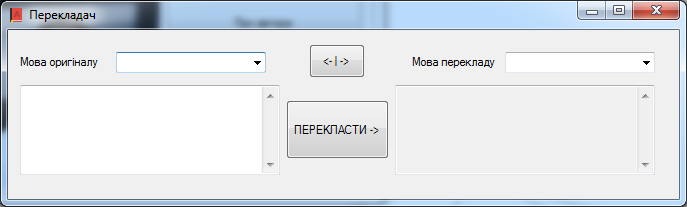 Перекладач
Мова оригіналу
<-|->
Мова перекладу
ПЕРЕКЛАСТИ ->